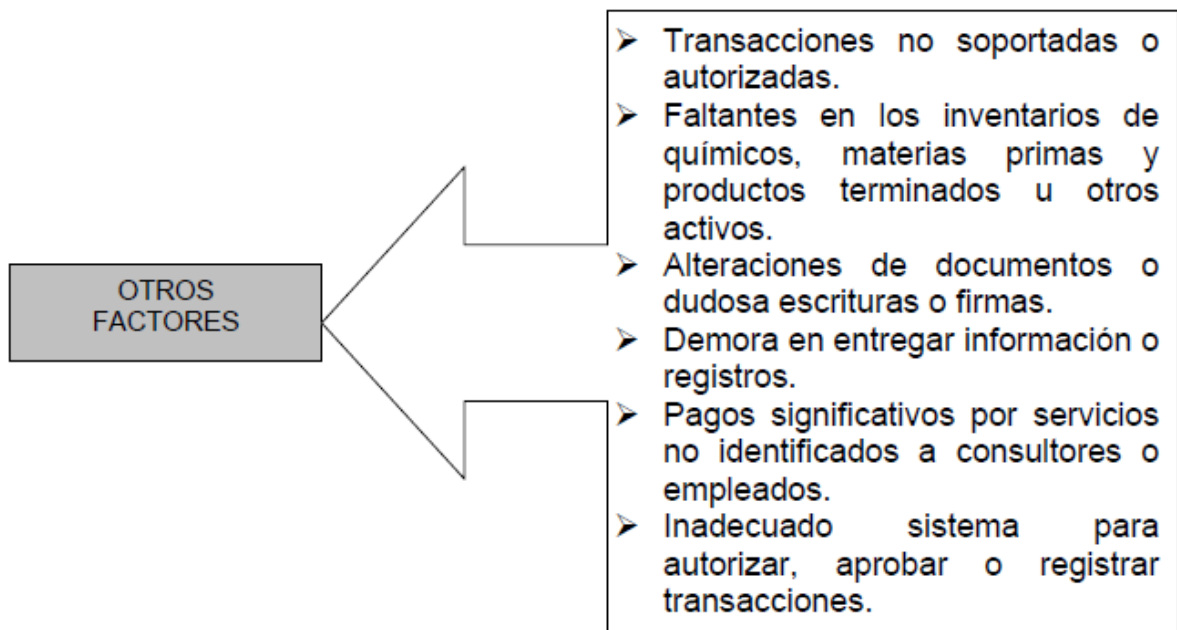 OTROS
FACTORES
➢ Transacciones no soportadas o
autorizadas.
➢ Faltantes en los inventarios de
químicos, materias primas y
productos terminados u otros
activos.
➢ Alteraciones de documentos o
dudosa escrituras o firmas.
➢ Demora en entregar información o
registros.
➢ Pagos significativos por servicios
no identificados a consultores o
empleados.
➢ Inadecuado sistema para
autorizar, aprobar o registrar
transacciones.